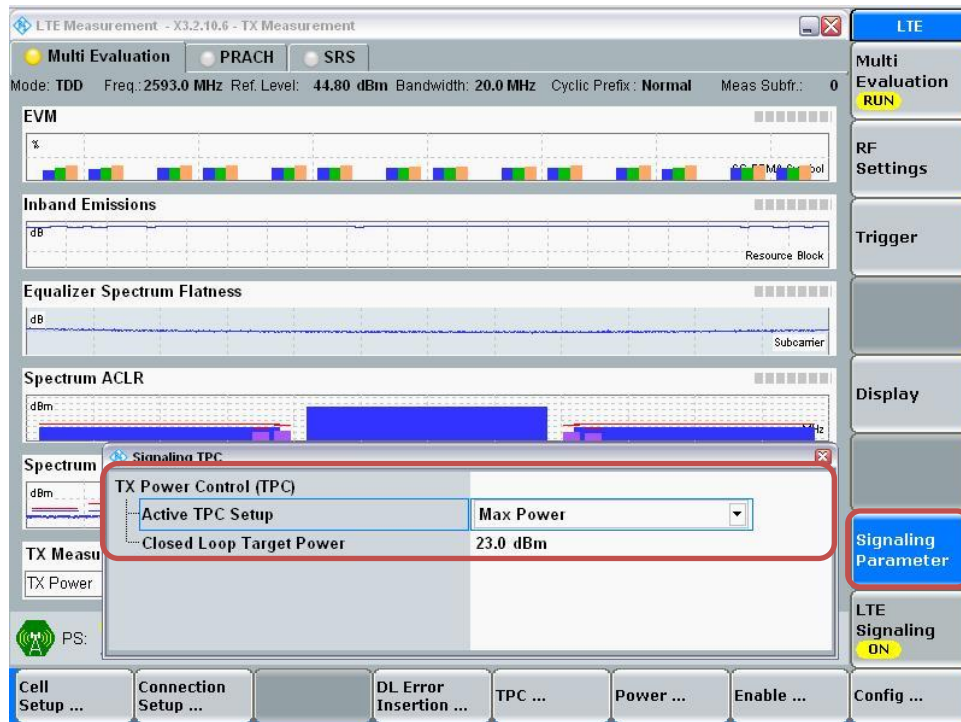 LTE Measurement - X3.2.10.6 - TX Measurement
LTE
Multi Evaluation PRACH SRS
Mode: TDD Freq.: 2593.0 MHz Ref. Level: 44.80 dBm Bandwidth: 20.0 MHz Cyclic Prefix : Normal Meas Subfr.: 0
Multi
Evaluation
RUN
EVM
%
RF
Settings
Inband Emissions
dB
Resource Block
Trigger
Equalizer Spectrum Flatness
dB
Subcarrier
Spectrum ACLR
dBm
Display
Spectrum
dBm
Signaling TPC
TX Power Control (TPC)
Active TPC Setup Max Power
Closed Loop Target Power 23.0 dBm
TX Measu
TX Power
Signaling
Parameter
PS:
LTE
Signaling
ON
Cell
Setup ...
Connection
Setup ...
DL Error
Insertion ...
TPC ...
Power ...
Enable ...
Config ...